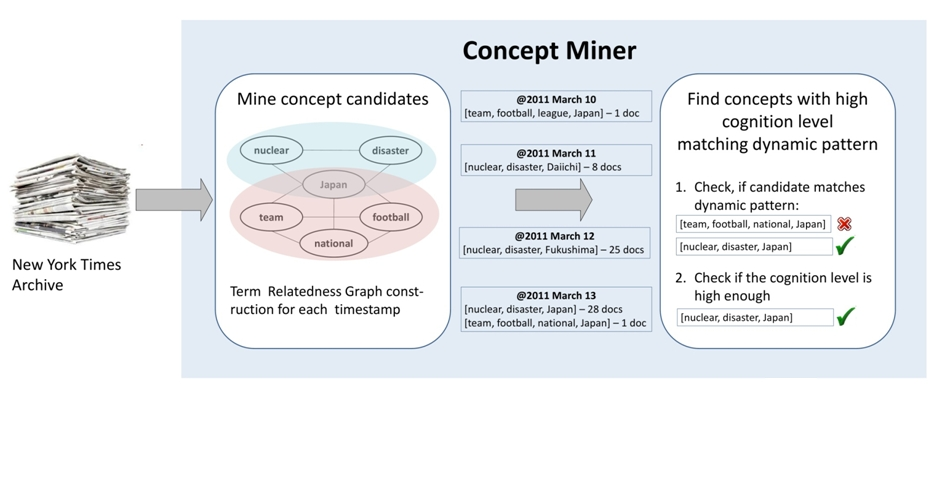 Concept Miner
New York Times
Archive
Mine concept candidates
nuclear
disaster
Japan
team
football
national
Term Relatedness Graph const-
ruction for each timestamp
@2011 March 10
[team, football, league, Japan] – 1 doc
@2011 March 11
[nuclear, disaster, Daiichi] – 8 docs
@2011 March 12
[nuclear, disaster, Fukushima] – 25 docs
@2011 March 13
[nuclear, disaster, Japan] – 28 docs
[team, football, national, Japan] – 1 doc
Find concepts with high
cognition level
matching dynamic pattern
1. Check, if candidate matches
dynamic pattern:
[team, football, national, Japan]
[nuclear, disaster, Japan]
2. Check if the cognition level is
high enough
[nuclear, disaster, Japan]